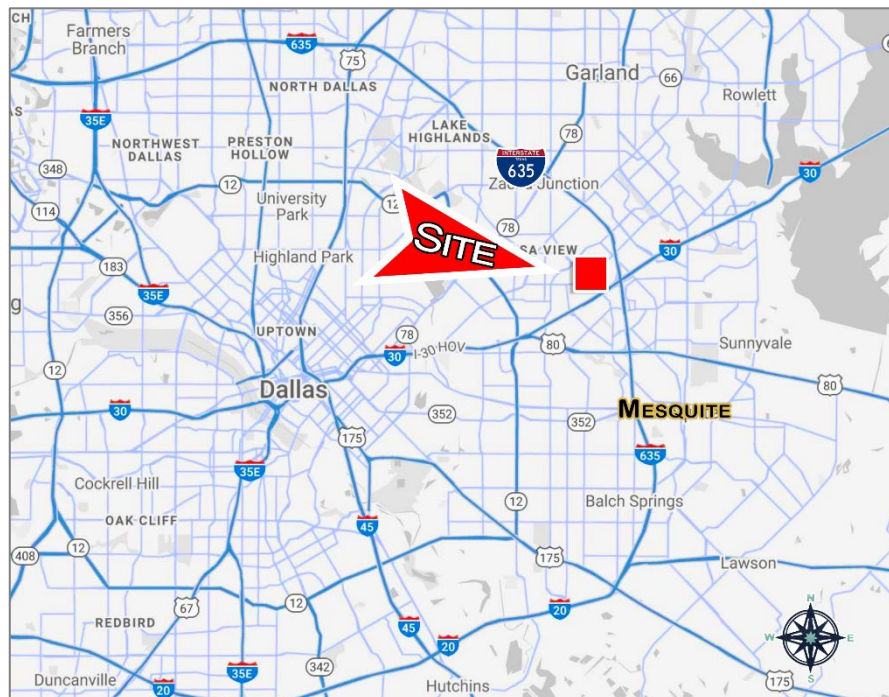 CH
Farmers
Branch
635
75
NORTH DALLAS
Garland
66
Rowlett
35E
LAKE
HIGHLANDS
78
NORTHWEST
DALLAS
PRESTON
HOLLOW
INTERSTATE
TEXAS
635
348
12
University
Park
12
Junction
30
114
78
SITE
SA VIEW
30
183
Highland Park
35E
356
UPTOWN
78
I-30 HOV
30
80
Sunnyvale
12
Dallas
80
30
352
MESQUITE
352
175
635
35E
Cockrell Hill
12
Balch Springs
OAK CLIFF
45
408
12
175
Lawson
67
12
20
REDBIRD
45
20
N
W
E
S
342
Duncanville
20
35E
Hutchins
175